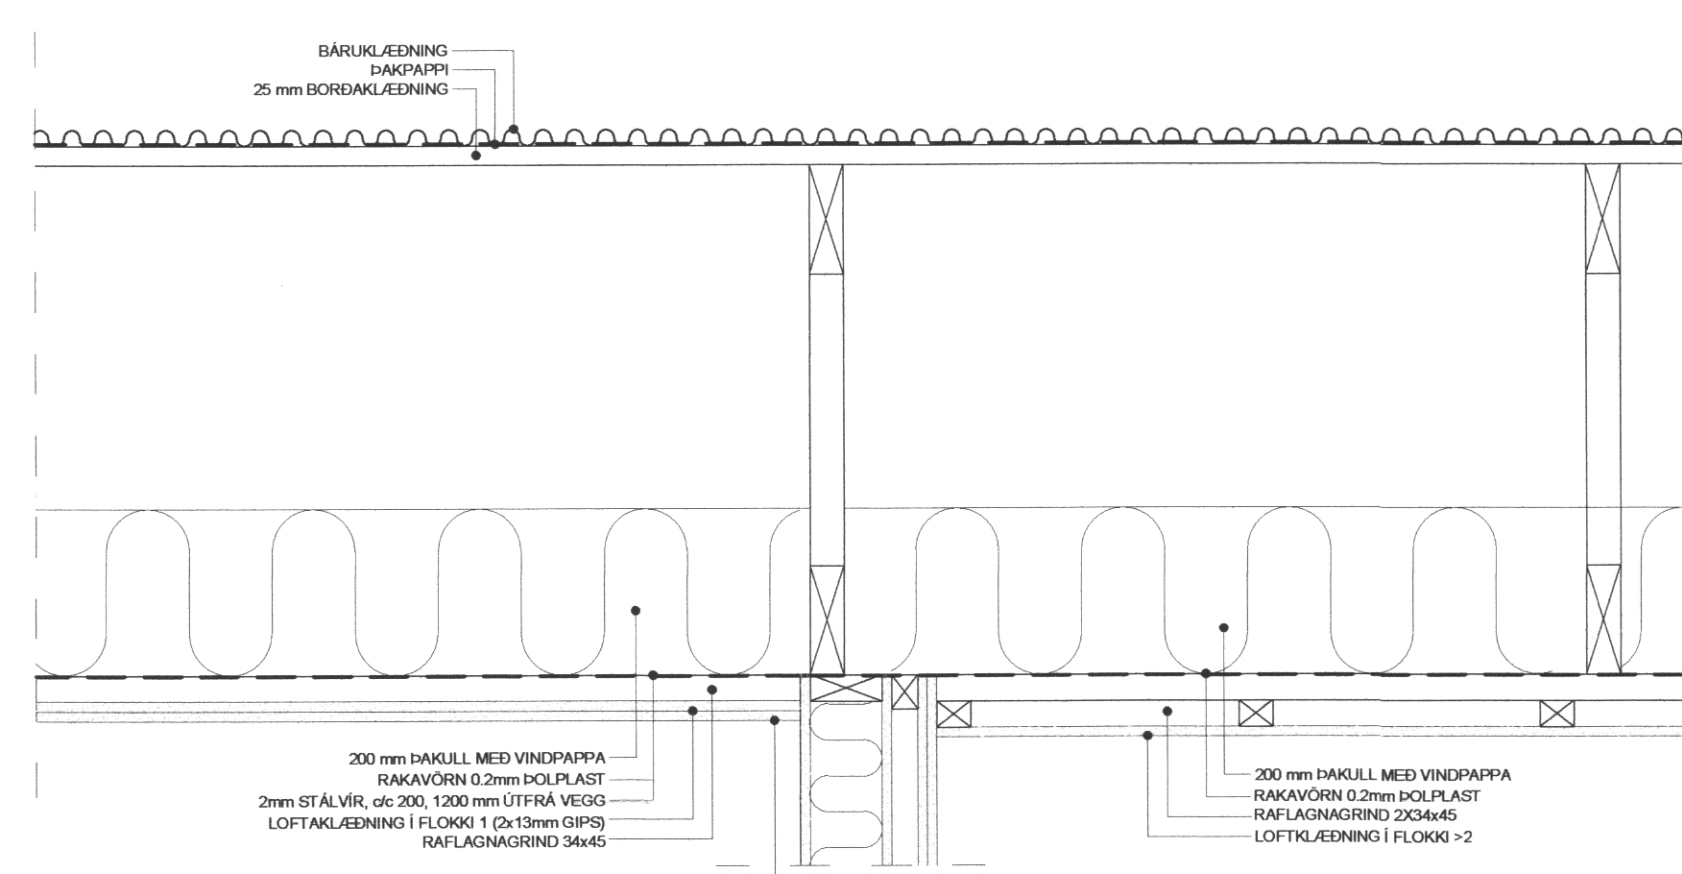 BÁRUKLÆÐNING
ÞAKPAPPI
25 mm BORÐAKLÆÐNING
200 mm ÞAKULL MEÐ VINDPAPPA
RAKAVÖRN 0.2mm ÞOLPLAST
2mm STÁLVÍR, c/c 200, 1200 mm ÚTFRÁ VEGG
LOFTAKLÆÐNING Í FLOKKI 1 (2x13mm GIPS)
RAFLAGNAGRIND 34x45
200 mm ÞAKULL MEÐ VINDPAPPA
RAKAVÖRN 0.2mm ÞOLPLAST
RAFLAGNAGRIND 2X34x45
LOFTKLÆÐNING Í FLOKKI >2